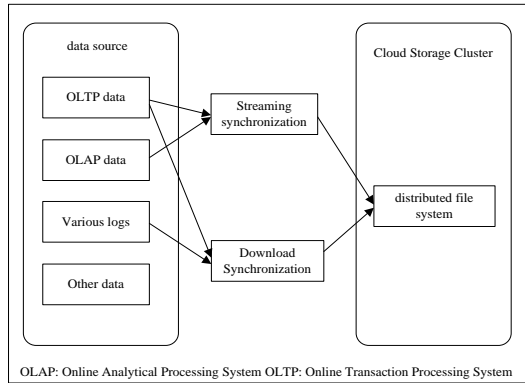 data source
OLTP data
OLAP data
Various logs
Other data
Streaming
synchronization
Download
Synchronization
Cloud Storage Cluster
distributed file
system
OLAP: Online Analytical Processing System OLTP: Online Transaction Processing System